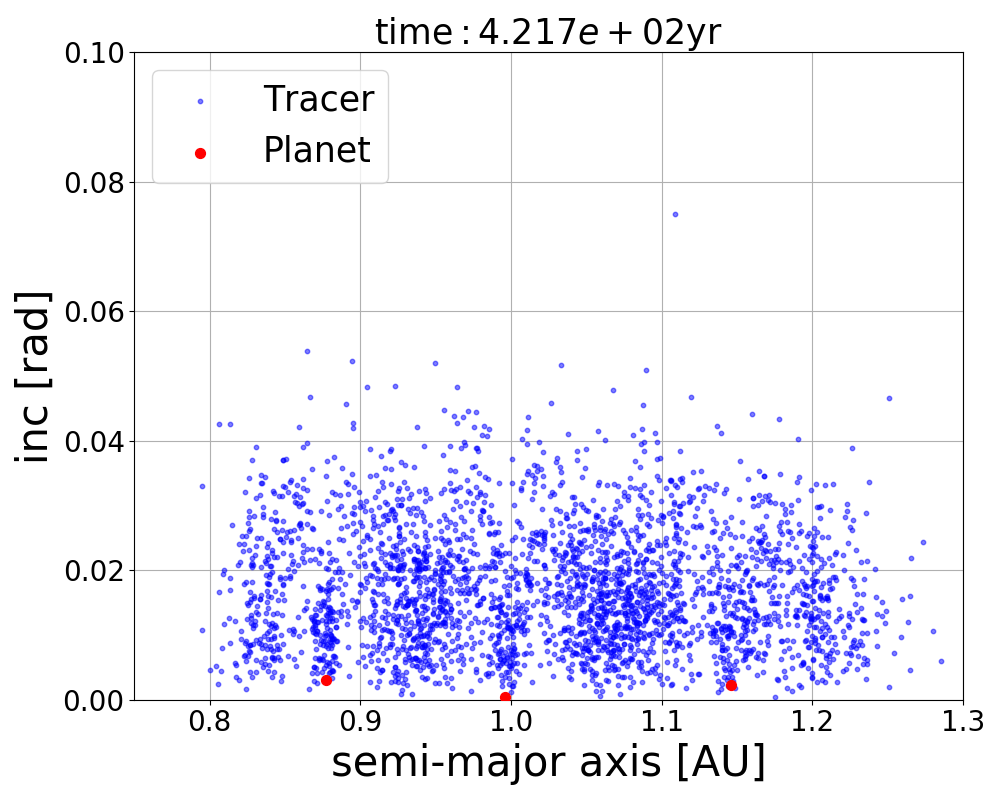 time : 4.217e + 02yr
0.10
0.08
0.06
0.04
0.02
0.00
inc [rad]
Tracer
Planet
0.8 0.9 1.0 1.1 1.2 1.3
semi-major axis [AU]